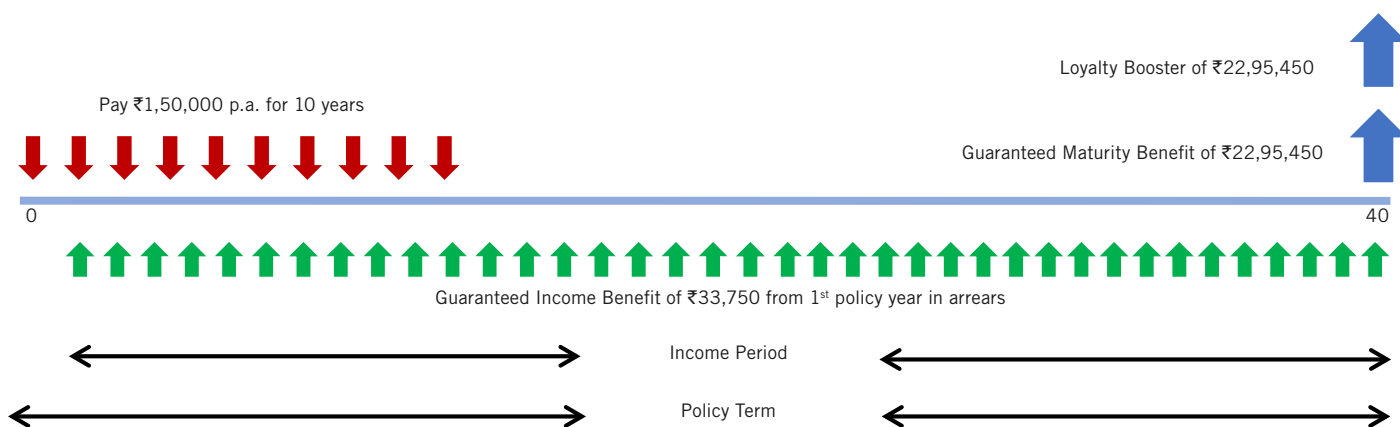 Loyalty Booster of ₹22,95,450
Pay ₹1,50,000 p.a. for 10 years
Guaranteed Maturity Benefit of ₹22,95,450
0
40
Guaranteed Income Benefit of ₹33,750 from 1st policy year in arrears
Income Period
Policy Term